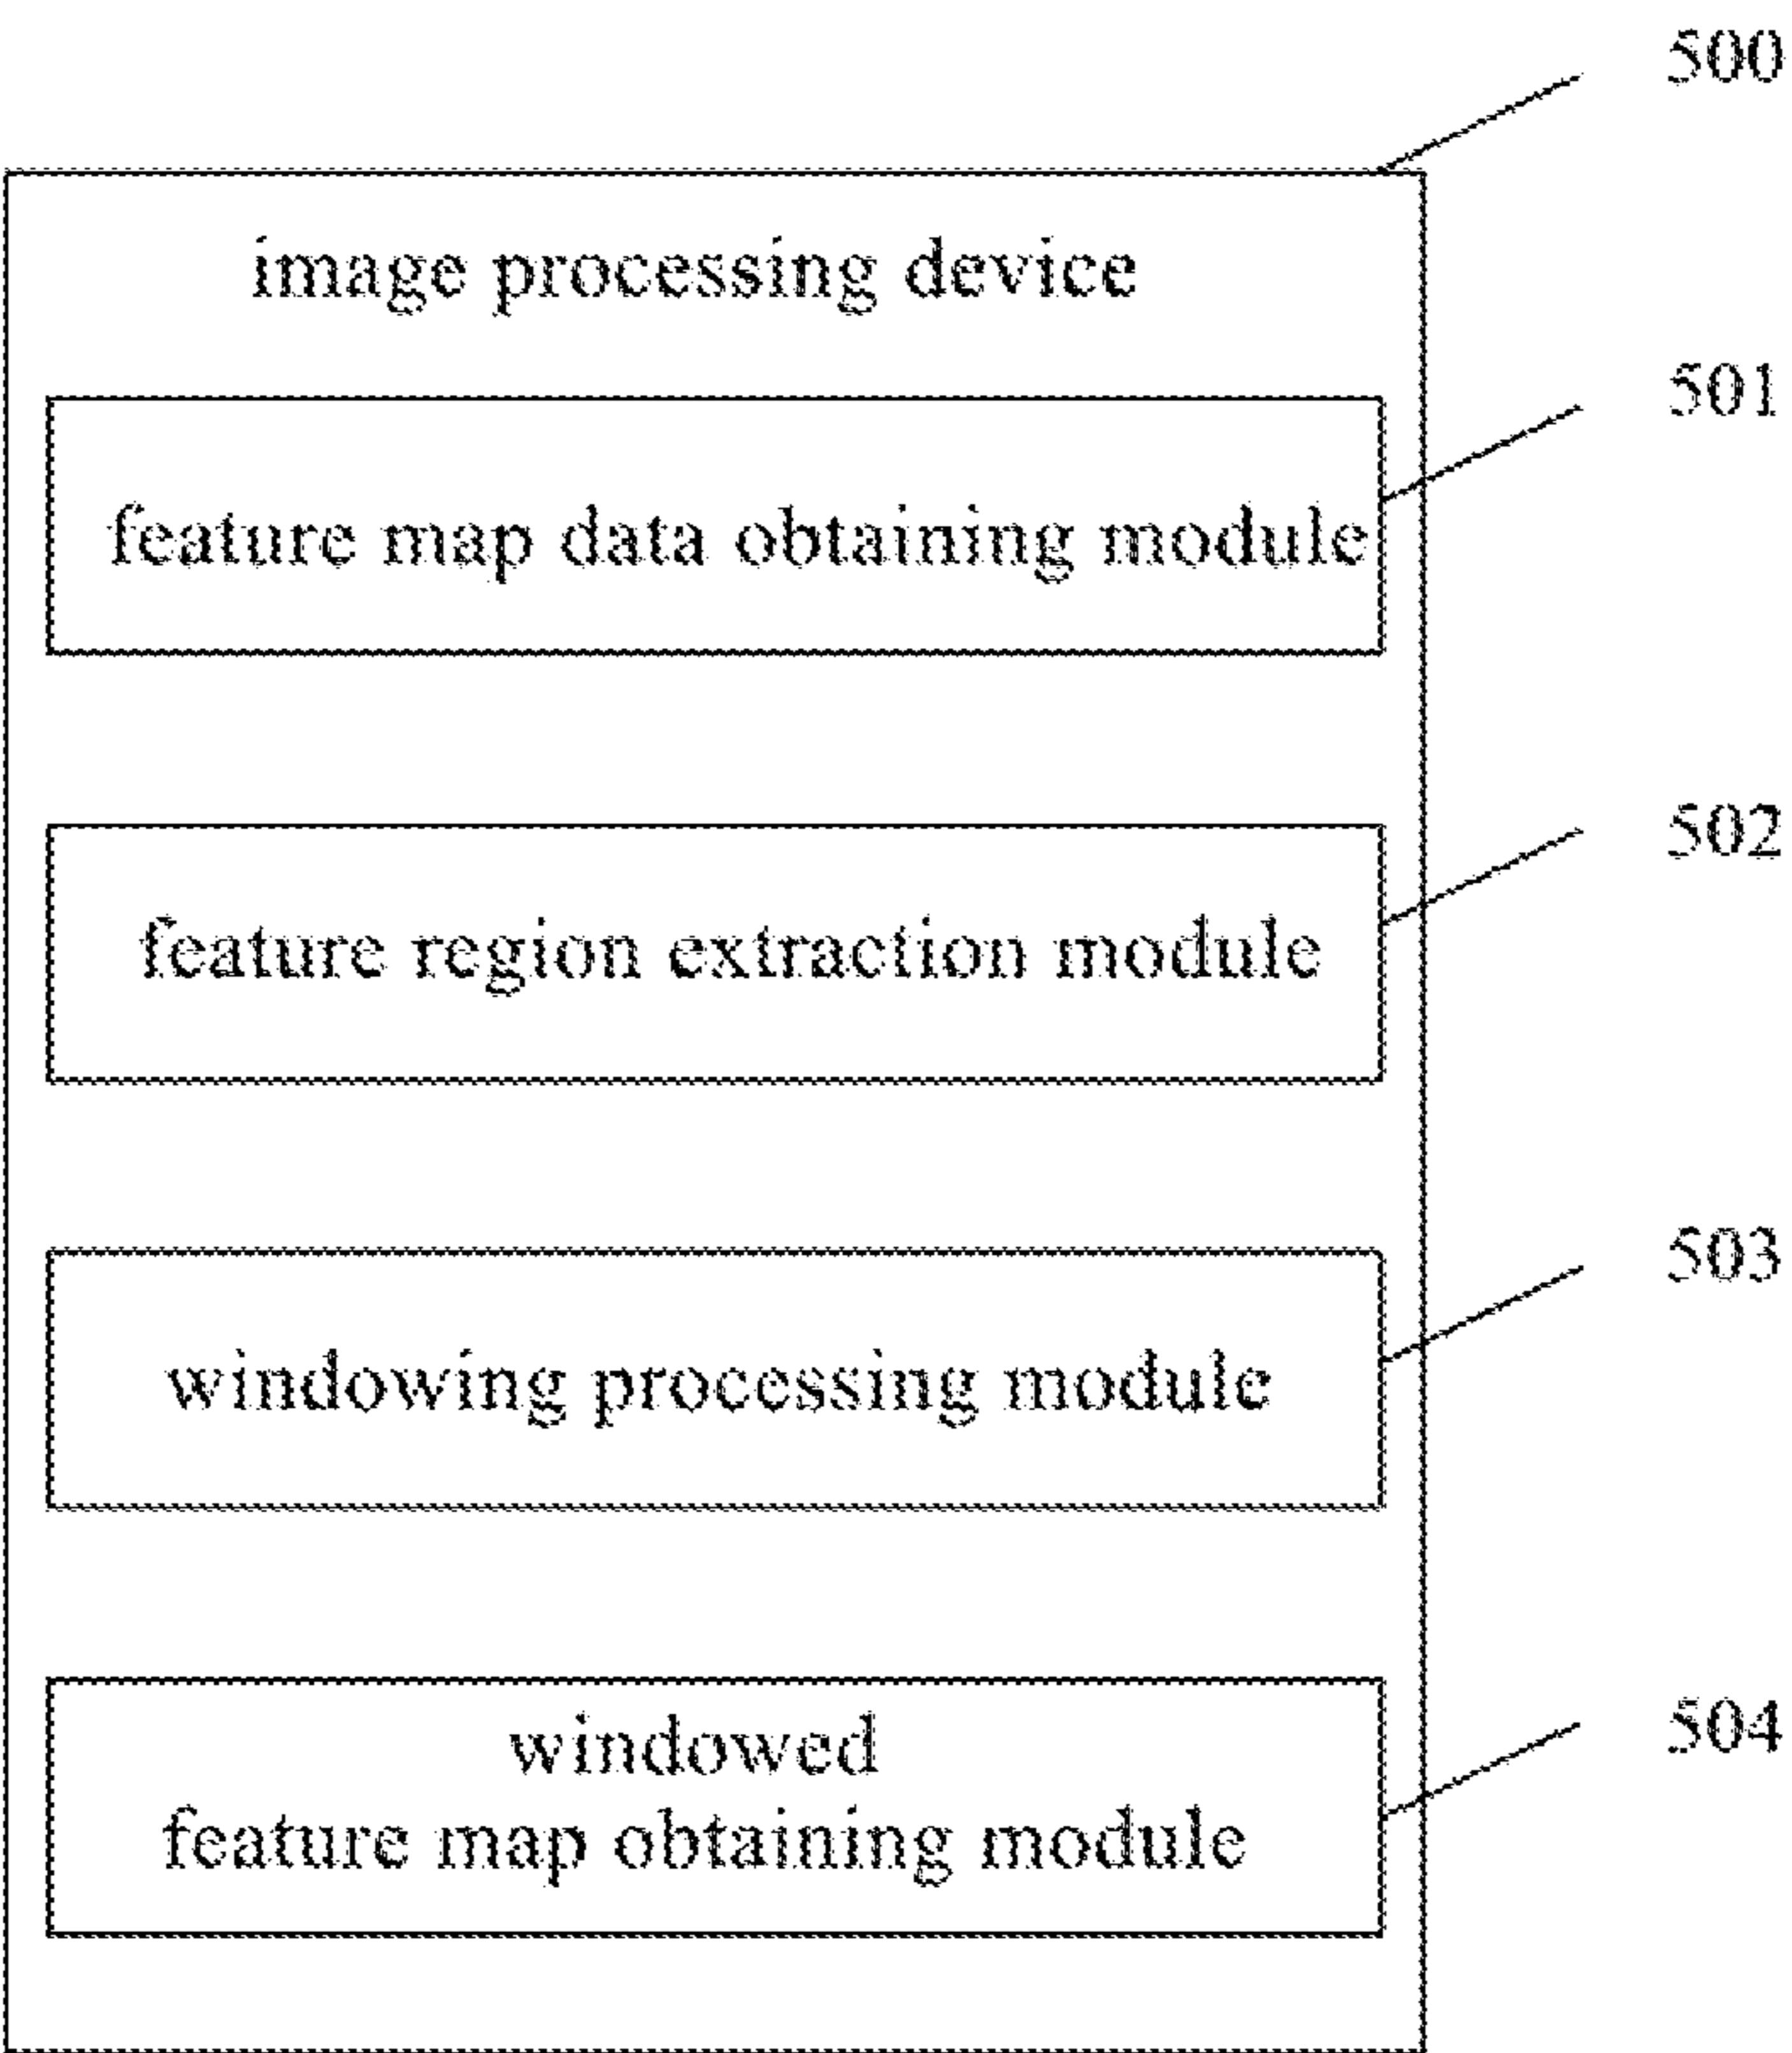 500
image processing device
501
feature map data obtaining module
502
feature region extraction module
503
windowing processing module
504
windowed
feature map obtaining module